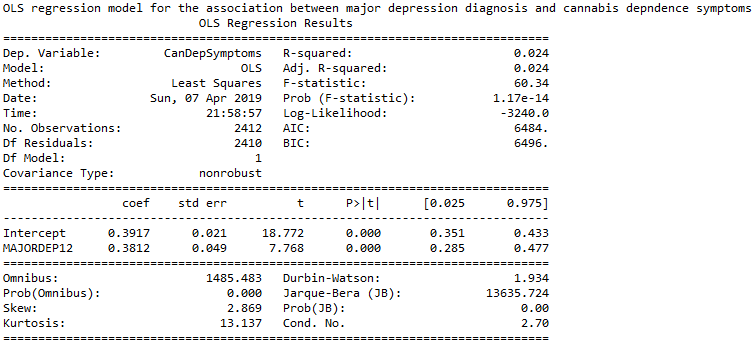 OLS regression model for the association between major depression diagnosis and cannabis depndence symptoms
OLS Regression Results
==============================================================================
Dep. Variable: CanDepSymptoms R-squared: 0.024
Model: OLS Adj. R-squared: 0.024
Method: Least Squares F-statistic: 60.34
Date: Sun, 07 Apr 2019 Prob (F-statistic): 1.17e-14
Time: 21:58:57 Log-Likelihood: -3240.0
No. Observations: 2412 AIC: 6484.
Df Residuals: 2410 BIC: 6496.
Df Model: 1
Covariance Type: nonrobust
==============================================================================
coef std err t P>|t| [0.025 0.975]
------------------------------------------------------------------------------
Intercept 0.3917 0.021 18.772 0.000 0.351 0.433
MAJORDEP12 0.3812 0.049 7.768 0.000 0.285 0.477
==============================================================================
Omnibus: 1485.483 Durbin-Watson: 1.934
Prob(Omnibus): 0.000 Jarque-Bera (JB): 13635.724
Skew: 2.869 Prob(JB): 0.00
Kurtosis: 13.137 Cond. No. 2.70
==============================================================================